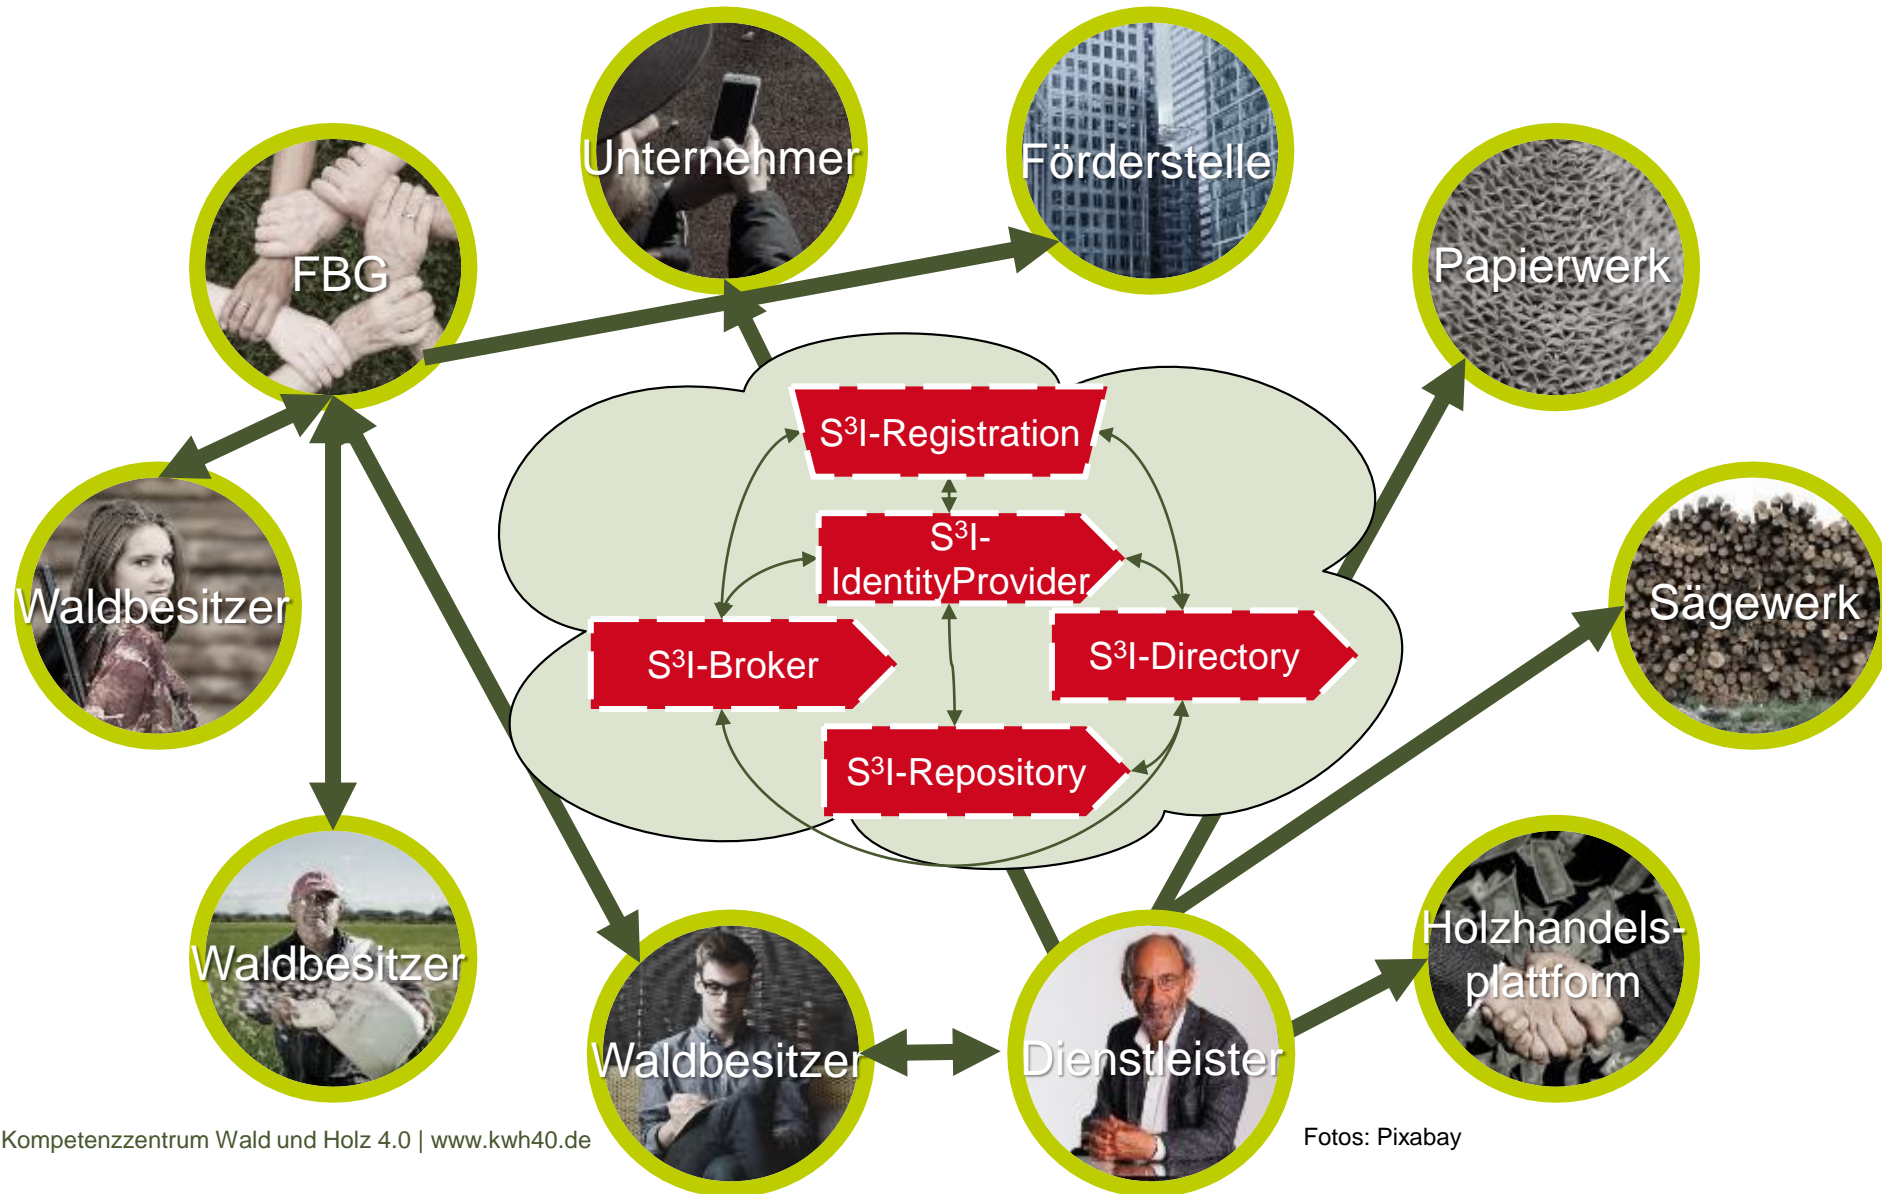 Unternehmer
Förderstelle
FBG
Papierwerk
S³I-Registration
S³I-
IdentityProvider
Waldbesitzer
Sägewerk
S³I-Broker
S³I-Directory
S³I-Repository
Waldbesitzer
Holzhandels-
plattform
Waldbesitzer
Dienstleister
Kompetenzzentrum Wald und Holz 4.0 | www.kwh40.de
Fotos: Pixabay